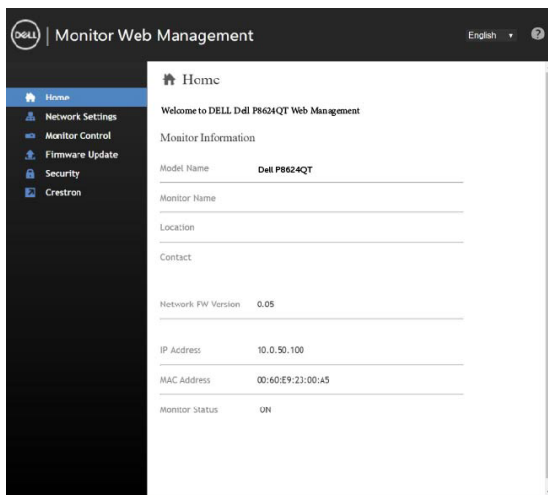 DELL | Monitor Web Management
English
?
Home
Network Settings
Monitor Control
Firmware Update
Security
Crestron
Home
Welcome to DELL Dell P8624QT Web Management
Monitor Information
Model Name Dell P8624QT
Monitor Name
Location
Contact
Network FW Version 0.05
IP Address 10.0.50.100
MAC Address 00:60:E9:23:00:A5
Monitor Status ON